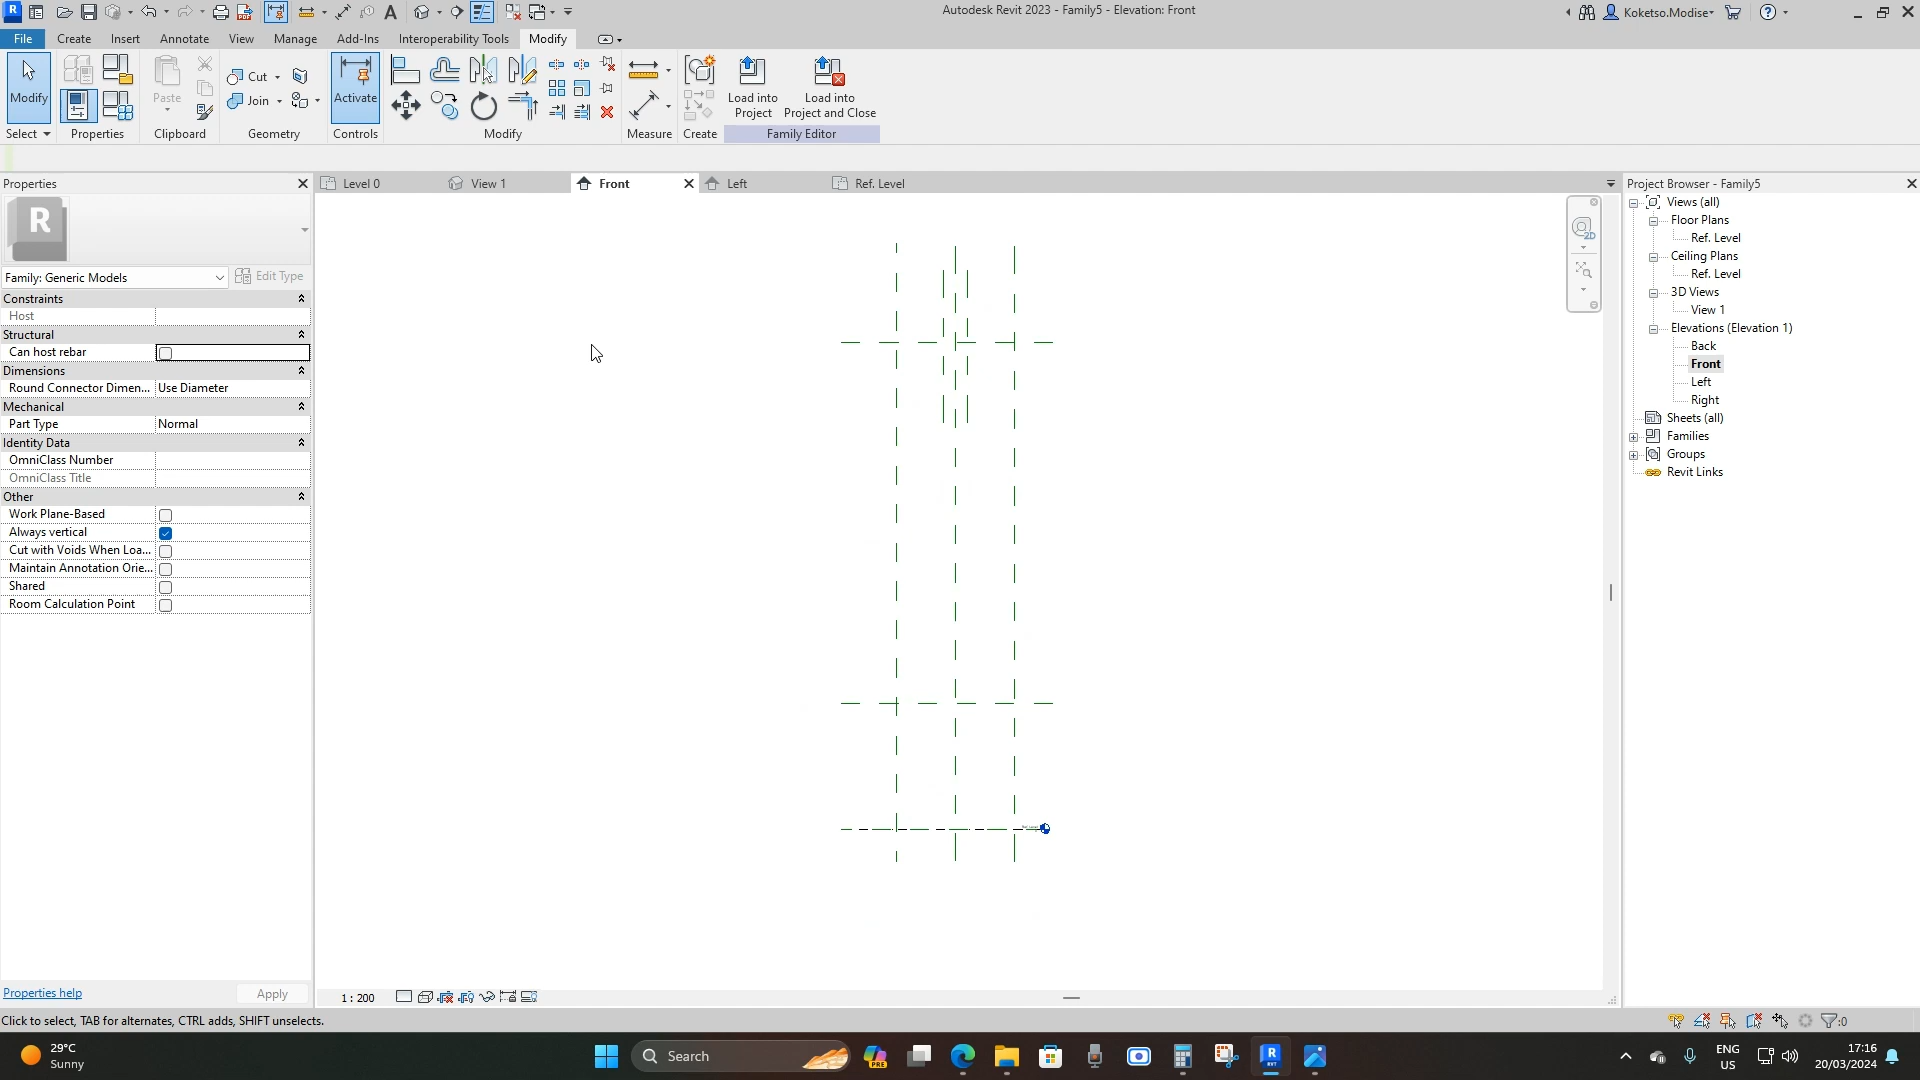 Autodesk Revit 2023 - Family5 - Elevation: Front
Koketso.Modise
File Create Insert Annotate View Manage Add-Ins Interoperability Tools Modify
Modify
Paste
Cut
Join
Activate
Load into Project
Load into Project and Close
Select Properties Clipboard Geometry Controls Modify Measure Create Family Editor
Properties
Level 0 View 1 Front Left Ref. Level
Project Browser - Family5
R
Family: Generic Models
Edit Type
Constraints
Host
Structural
Can host rebar
Dimensions
Round Connector Dimen... Use Diameter
Mechanical
Part Type Normal
Identity Data
OmniClass Number
OmniClass Title
Other
Work Plane-Based
Always vertical
Cut with Voids When Loa...
Maintain Annotation Orie...
Shared
Room Calculation Point
2D
Views (all)
Floor Plans
Ref. Level
Ceiling Plans
Ref. Level
3D Views
View 1
Elevations (Elevation 1)
Back
Front
Left
Right
Sheets (all)
Families
Groups
Revit Links
Properties help
Apply
1 : 200
Click to select, TAB for alternates, CTRL adds, SHIFT unselects.
:0
29°C
Sunny
Search
PRE
ENG
US
17:16
20/03/2024